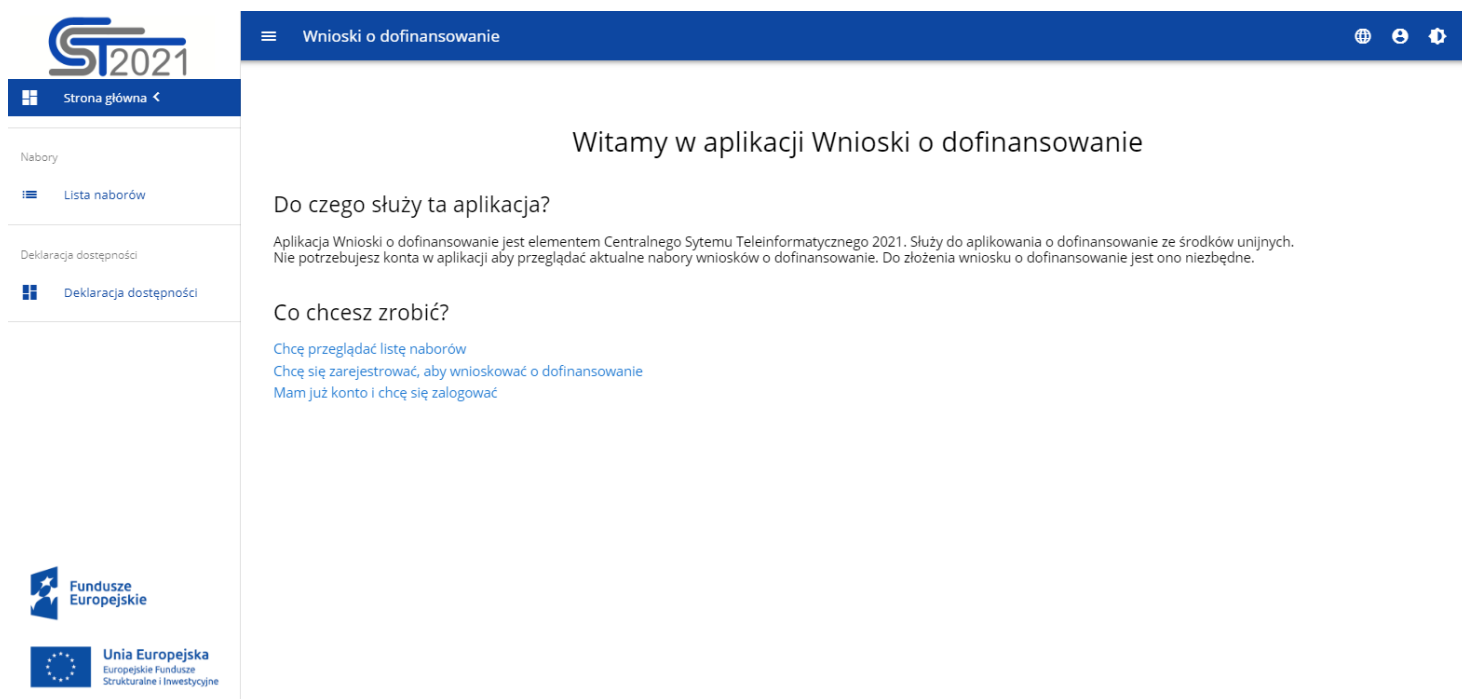 CST2021
Wnioski o dofinansowanie
Strona główna
Nabory
Lista naborów
Deklaracja dostępności
Deklaracja dostępności
Witamy w aplikacji Wnioski o dofinansowanie
Do czego służy ta aplikacja?
Aplikacja Wnioski o dofinansowanie jest elementem Centralnego Sytemu Teleinformatycznego 2021. Służy do aplikowania o dofinansowanie ze środków unijnych.
Nie potrzebujesz konta w aplikacji aby przeglądać aktualne nabory wniosków o dofinansowanie. Do złożenia wniosku o dofinansowanie jest ono niezbędne.
Co chcesz zrobić?
Chcę przeglądać listę naborów
Chcę się zarejestrować, aby wnioskować o dofinansowanie
Mam już konto i chcę się zalogować
Fundusze
Europejskie
Unia Europejska
Europejskie Fundusze
Strukturalne i Inwestycyjne